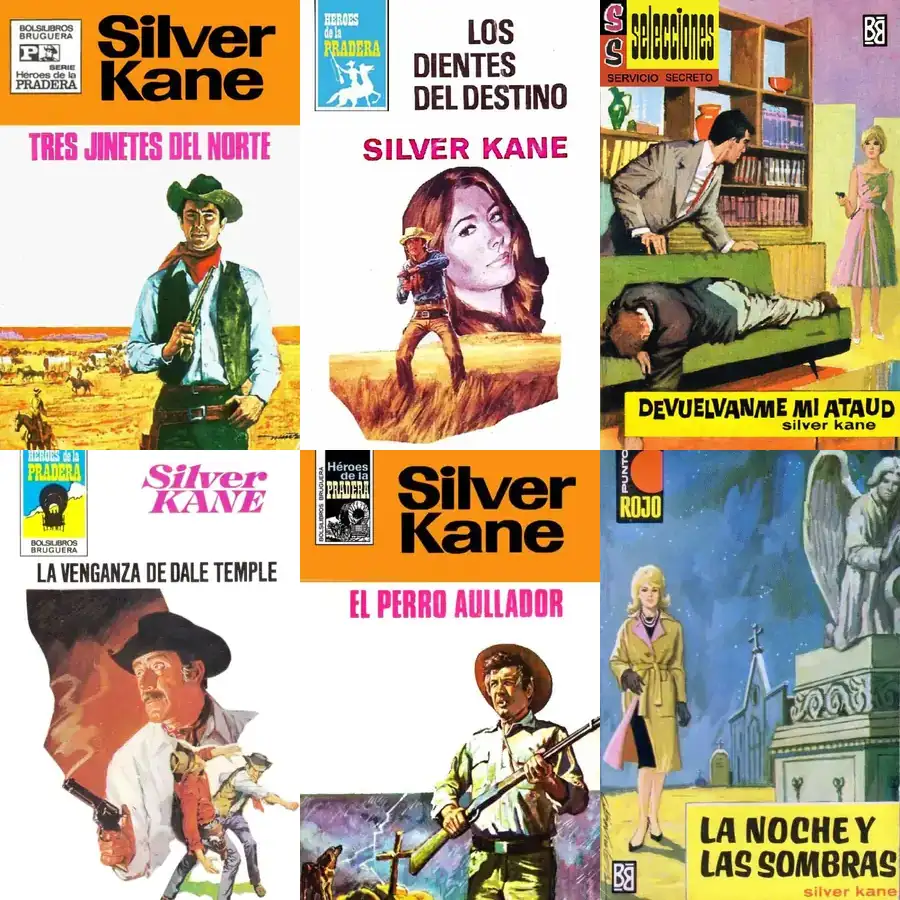 BOLSILIBROS
BRUGUERA
SERIE
Héroes de la
PRADERA
Silver
Kane
TRES JINETES DEL NORTE
HEROES
de la
PRADERA
LOS
DIENTES
DEL DESTINO
SILVER KANE
SS
selecciones
SERVICIO SECRETO
BB
DEVUELVANME MI ATAUD
silver kane
HEROES de la
PRADERA
BOLSILIBROS
BRUGUERA
Silver
KANE
LA VENGANZA DE DALE TEMPLE
BOLSILIBROS BRUGUERA
Héroes
de la
PRADERA
Silver
Kane
EL PERRO AULLADOR
PUNTO
ROJO
BB
LA NOCHE Y
LAS SOMBRAS
silver kane